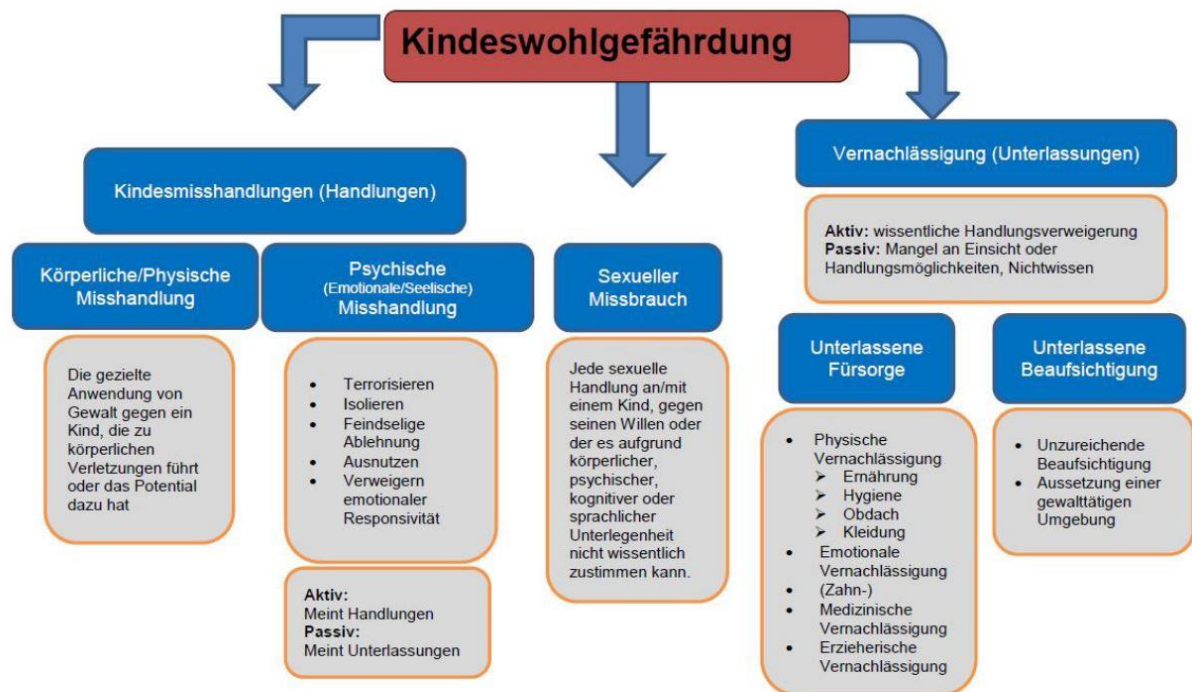 Kindeswohlgefährdung
Kindesmisshandlungen (Handlungen)
Körperliche/Physische
Misshandlung
Die gezielte
Anwendung von
Gewalt gegen ein
Kind, die zu
körperlichen
Verletzungen führt
oder das Potential
dazu hat
Psychische
(Emotionale/Seelische)
Misshandlung
• Terrorisieren
• Isolieren
• Feindselige
Ablehnung
• Ausnutzen
• Verweigern
emotionaler
Responsivität
Aktiv:
Meint Handlungen
Passiv:
Meint Unterlassungen
Sexueller
Missbrauch
Jede sexuelle
Handlung an/mit
einem Kind, gegen
seinen Willen oder
der es aufgrund
körperlicher,
psychischer,
kognitiver oder
sprachlicher
Unterlegenheit
nicht wissentlich
zustimmen kann.
Vernachlässigung (Unterlassungen)
Aktiv: wissentliche Handlungsverweigerung
Passiv: Mangel an Einsicht oder
Handlungsmöglichkeiten, Nichtwissen
Unterlassene
Fürsorge
• Physische
Vernachlässigung
➤ Ernährung
➤ Hygiene
➤ Obdach
➤ Kleidung
• Emotionale
Vernachlässigung
• (Zahn-)
• Medizinische
Vernachlässigung
• Erzieherische
Vernachlässigung
Unterlassene
Beaufsichtigung
• Unzureichende
Beaufsichtigung
• Aussetzung einer
gewalttätigen
Umgebung